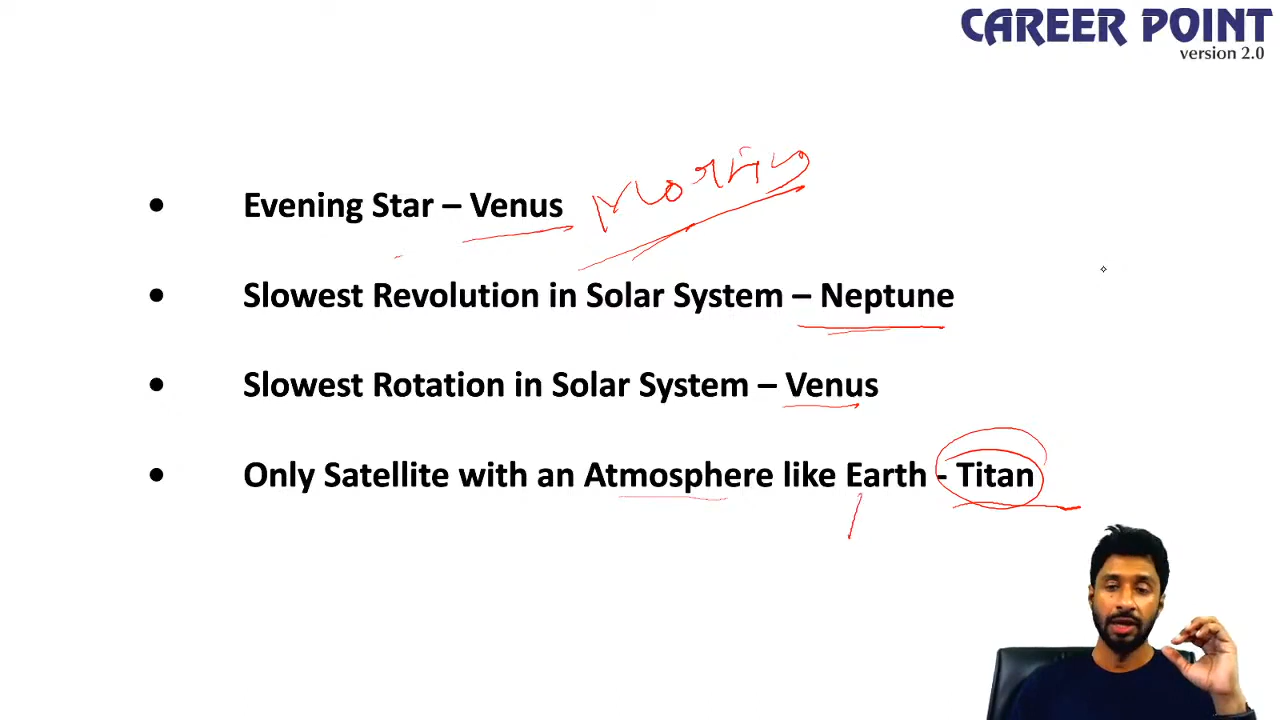 CAREER POINT
version 2.0
• Evening Star – Venus Morning
• Slowest Revolution in Solar System – Neptune
• Slowest Rotation in Solar System – Venus
• Only Satellite with an Atmosphere like Earth - Titan